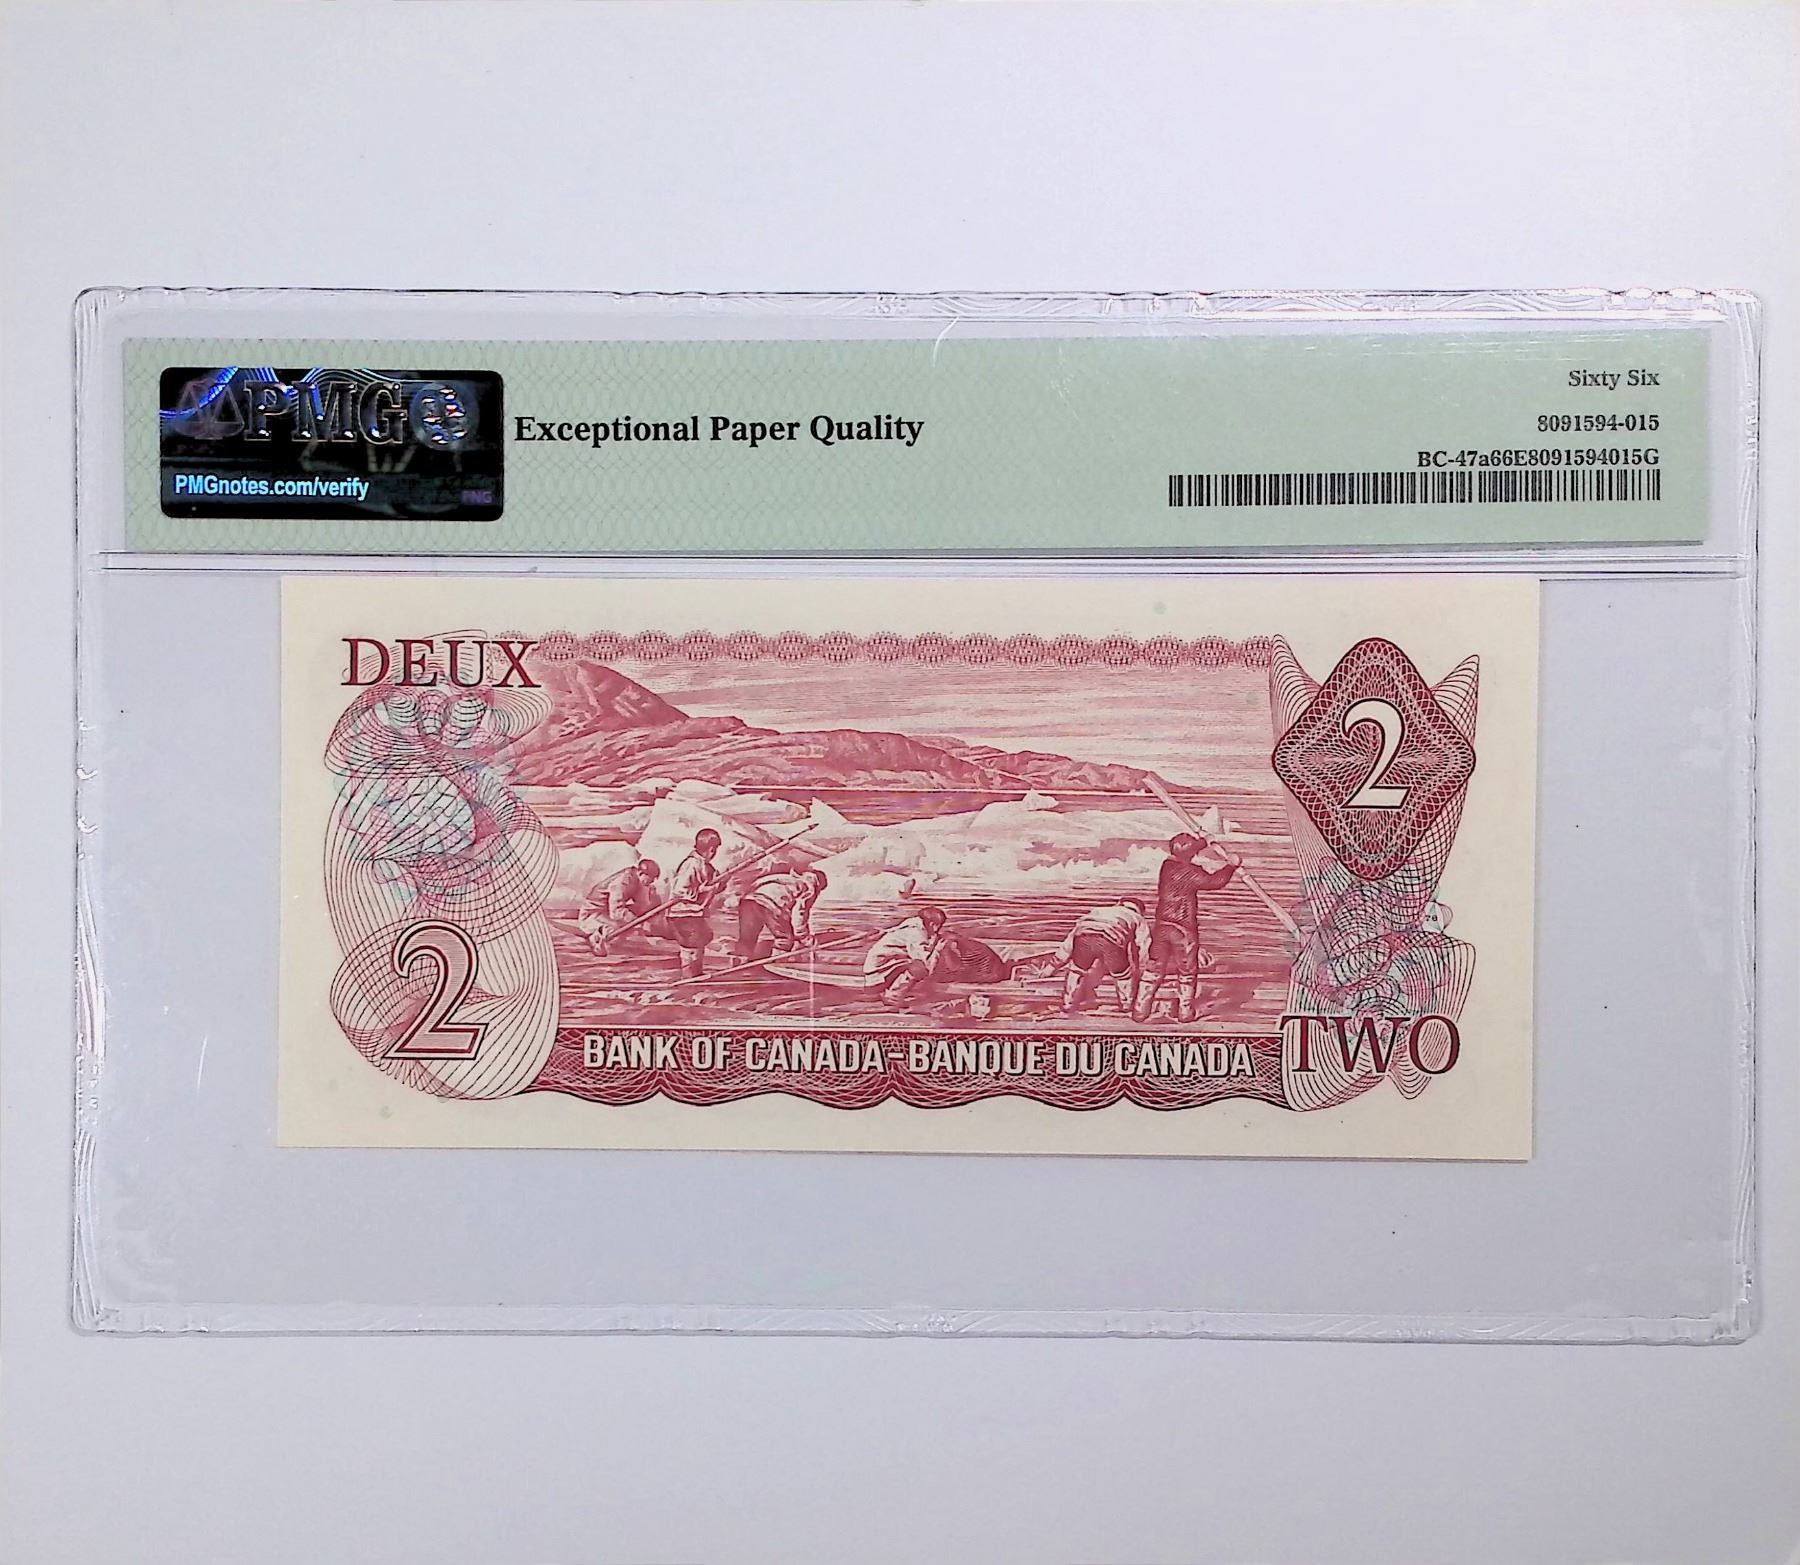 PMG
PMGnotes.com/verify
PNG
Exceptional Paper Quality
Sixty Six
8091594-015
BC-47a66E8091594015G
DEUX
2
2
BANK OF CANADA-BANQUE DU CANADA
TWO